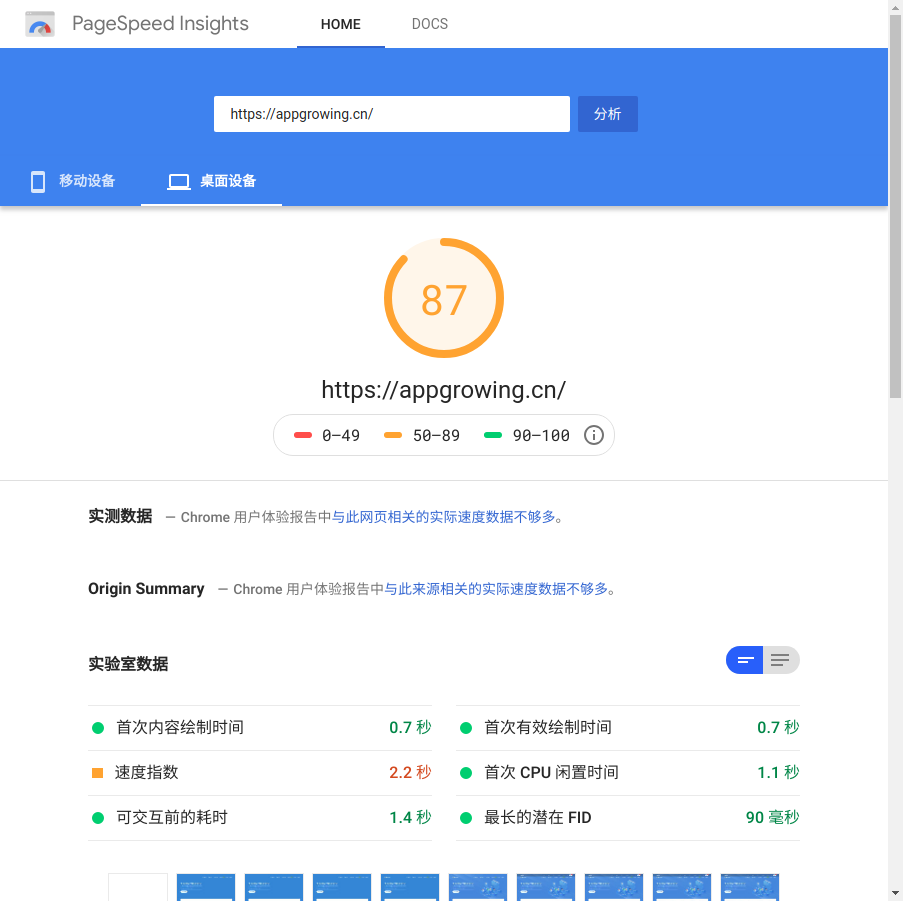 PageSpeed Insights HOME DOCS
https://appgrowing.cn/ 分析
移动设备 桌面设备
87
https://appgrowing.cn/
0–49 50–89 90–100
实测数据 — Chrome 用户体验报告中与此网页相关的实际速度数据不够多。
Origin Summary — Chrome 用户体验报告中与此来源相关的实际速度数据不够多。
实验室数据
首次内容绘制时间 0.7 秒 首次有效绘制时间 0.7 秒
速度指数 2.2 秒 首次 CPU 闲置时间 1.1 秒
可交互前的耗时 1.4 秒 最长的潜在 FID 90 毫秒